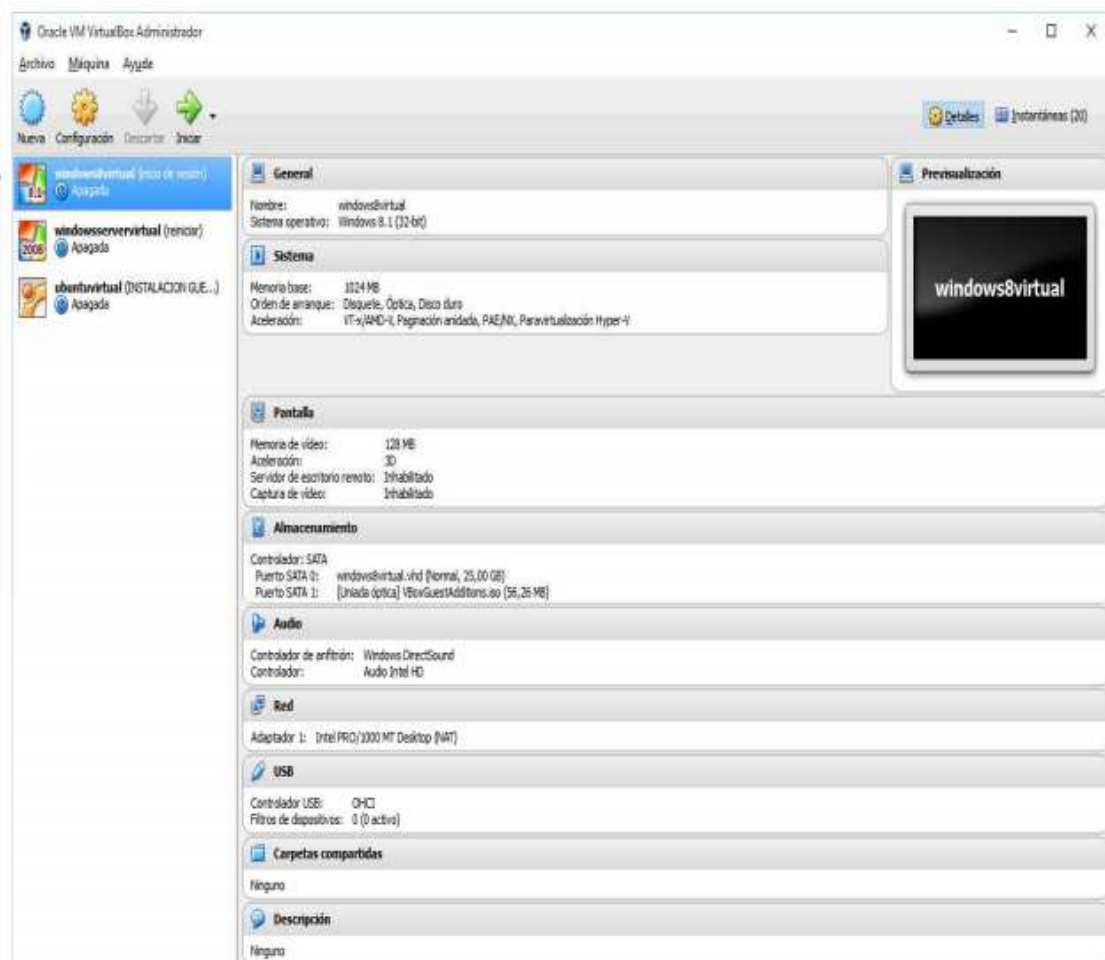 Oracle VM VirtualBox Administrador
Archivo Máquina Ayuda
Nueva Configuración Descartar Iniciar
Detalles Instantáneas (20)
windows8virtual (inicio de sesión)
Apagada
8.1
windowsservervirtual (reiniciar)
Apagada
2008
ubuntuvirtual (INSTALACION GUE...)
Apagada
General
Nombre: windows8virtual
Sistema operativo: Windows 8.1 (32-bit)
Sistema
Memoria base: 1024 MB
Orden de arranque: Disquete, Óptica, Disco duro
Aceleración: VT-x/AMD-V, Paginación anidada, PAE/NX, Paravirtualización Hyper-V
Previsualización
windows8virtual
Pantalla
Memoria de vídeo: 128 MB
Aceleración: 3D
Servidor de escritorio remoto: Inhabilitado
Captura de vídeo: Inhabilitado
Almacenamiento
Controlador: SATA
Puerto SATA 0: windows8virtual.vhd (Normal, 25,00 GB)
Puerto SATA 1: [Uniada óptica] VBoxGuestAdditions.iso (56,26 MB)
Audio
Controlador de anfitrión: Windows DirectSound
Controlador: Audio Intel HD
Red
Adaptador 1: Intel PRO/1000 MT Desktop (NAT)
USB
Controlador USB: OHCI
Filtros de dispositivos: 0 (0 activo)
Carpetas compartidas
Ninguno
Descripción
Ninguno